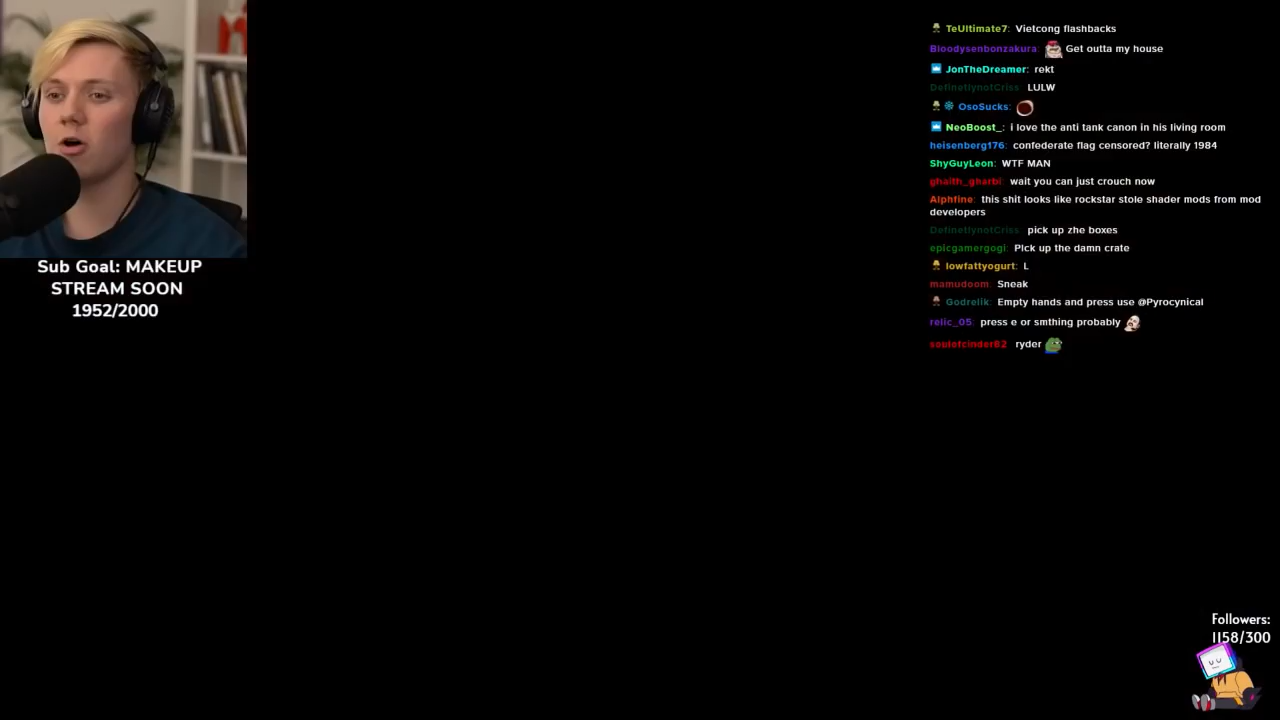 TeUltimate7: Vietcong flashbacks
Bloodysenbonzakura: Get outta my house
JonTheDreamer: rekt
DefinetlynotCriss: LULW
OsoSucks:
NeoBoost_: i love the anti tank canon in his living room
heisenberg176: confederate flag censored? literally 1984
ShyGuyLeon: WTF MAN
ghaith_gharbi: wait you can just crouch now
Alphfine: this shit looks like rockstar stole shader mods from mod
developers
DefinetlynotCriss: pick up zhe boxes
epicgamergogi: PIck up the damn crate
lowfattyogurt: L
mamudoom: Sneak
Godrelik: Empty hands and press use @Pyrocynical
relic_05: press e or smthing probably
soulofcinder82: ryder
Sub Goal: MAKEUP
STREAM SOON
1952/2000
Followers:
1158/300